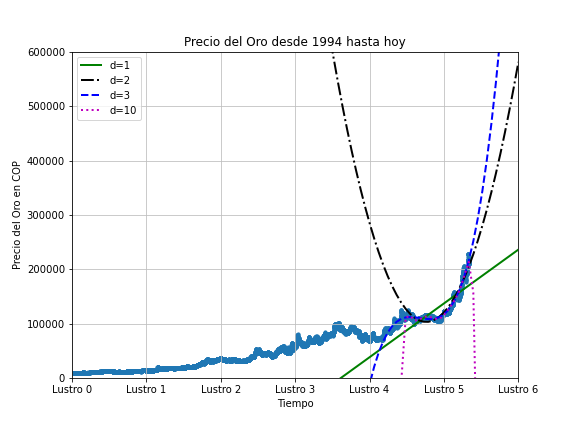 Precio del Oro desde 1994 hasta hoy
Precio del Oro en COP
600000
500000
400000
300000
200000
100000
0
d=1
d=2
d=3
d=10
Lustro 0 Lustro 1 Lustro 2 Lustro 3 Lustro 4 Lustro 5 Lustro 6
Tiempo